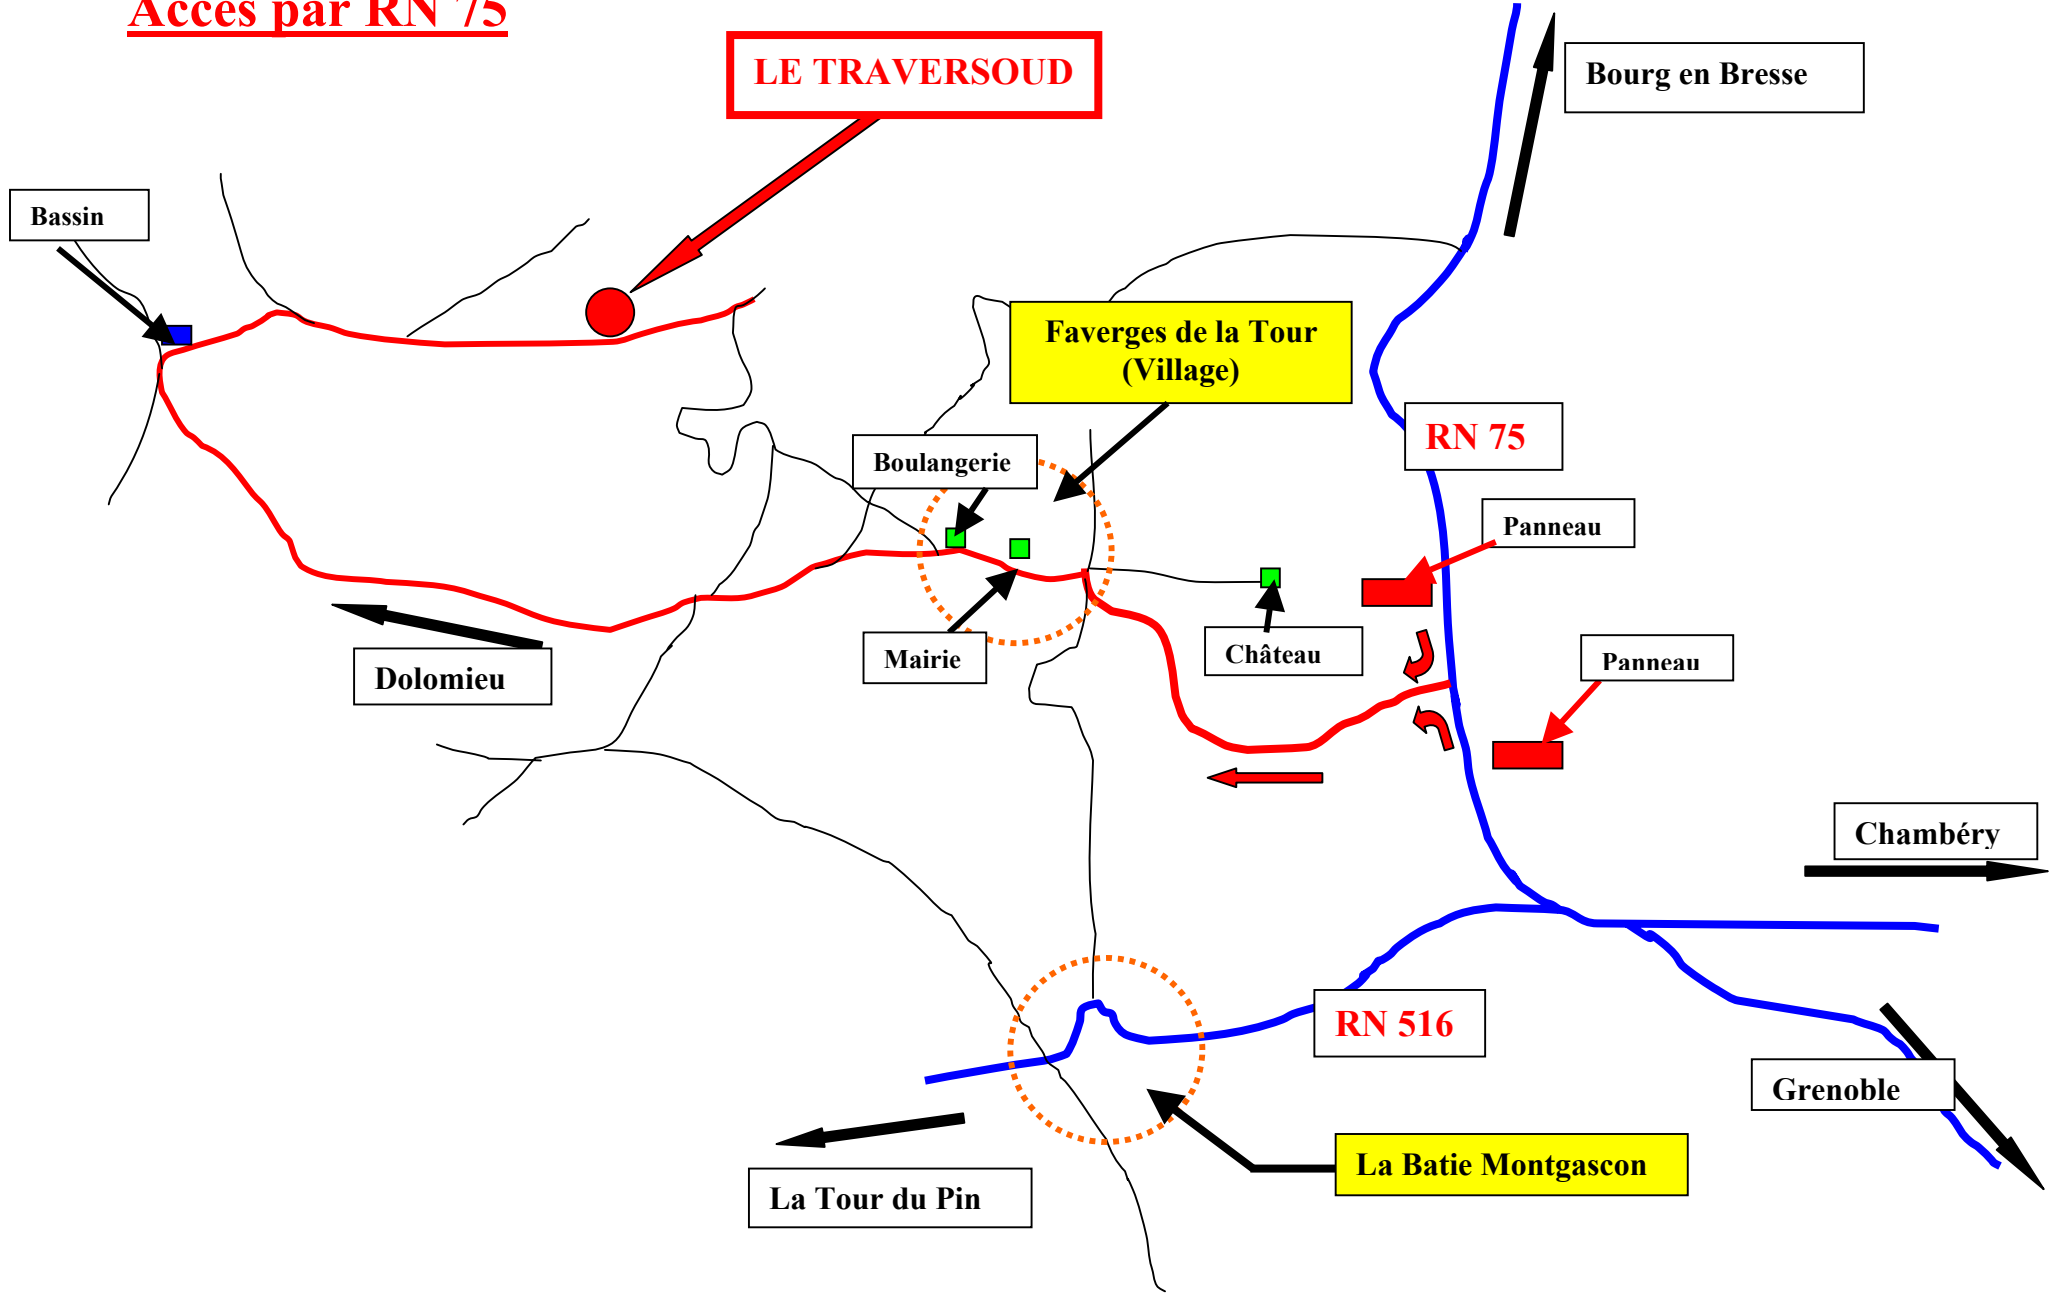 Accès par RN 75
LE TRAVERSOUD
Bourg en Bresse
Bassin
Faverges de la Tour
(Village)
RN 75
Boulangerie
Panneau
Mairie
Château
Panneau
Dolomieu
Chambéry
RN 516
Grenoble
La Batie Montgascon
La Tour du Pin